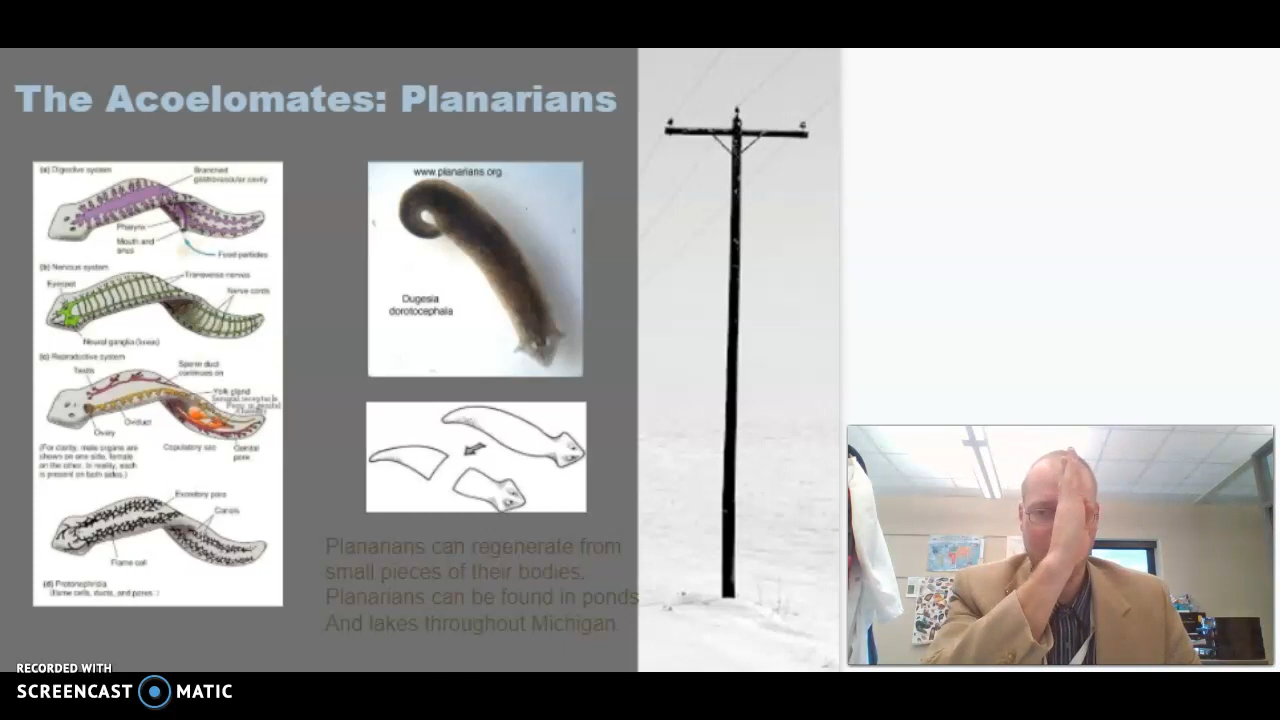 The Acoelomates: Planarians
(a) Digestive system
Branched
gastrovascular cavity
Pharynx
Mouth and
anus
Food particles
(b) Nervous system
Transverse nerves
Eyespot
Nerve cords
Neural ganglia (brain)
(c) Reproductive system
Testis
Sperm duct
continues on
Yolk gland
Oviduct
Ovary
Copulatory sac
Genital
pore
(For clarity, male organs are
shown on one side, female
on the other. In reality, each
is present on both sides.)
Excretory pore
Canals
Flame cell
(d) Protonephridia
(flame cells, ducts, and pores.)
www.planarians.org
Dugesia
dorotocephala
Planarians can regenerate from
small pieces of their bodies.
Planarians can be found in ponds
And lakes throughout Michigan.
RECORDED WITH
SCREENCAST MATIC